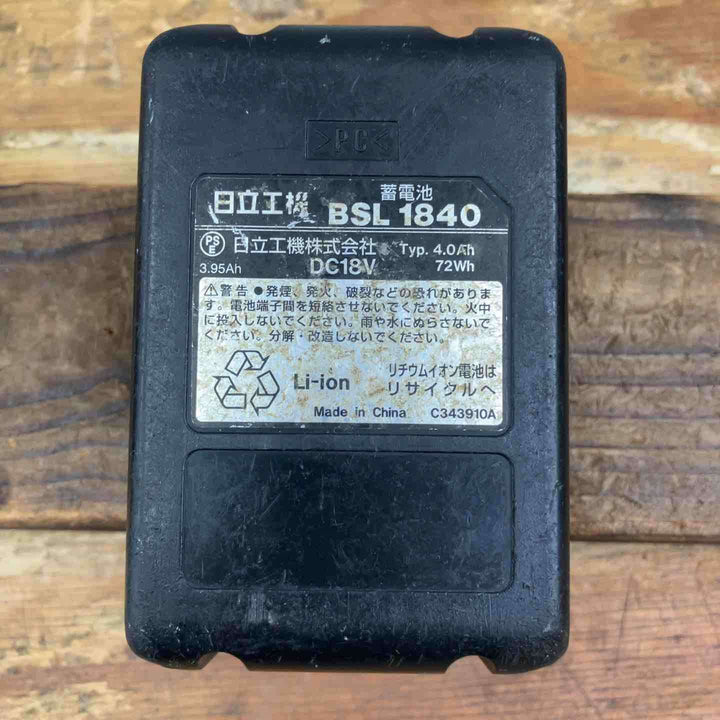 >PC<
日立工機
蓄電池
BSL 1840
PSE 日立工機株式会社 Typ. 4.0Ah
3.95Ah DC18V 72Wh
⚠警告 ●発煙、発火、破裂などの恐れがありま
す。電池端子間を短絡させないでください。火中
に投入しないでください。雨や水にぬらさないで
ください。分解・改造しないでください。
Li-ion
リチウムイオン電池は
リサイクルへ
Made in China C343910A